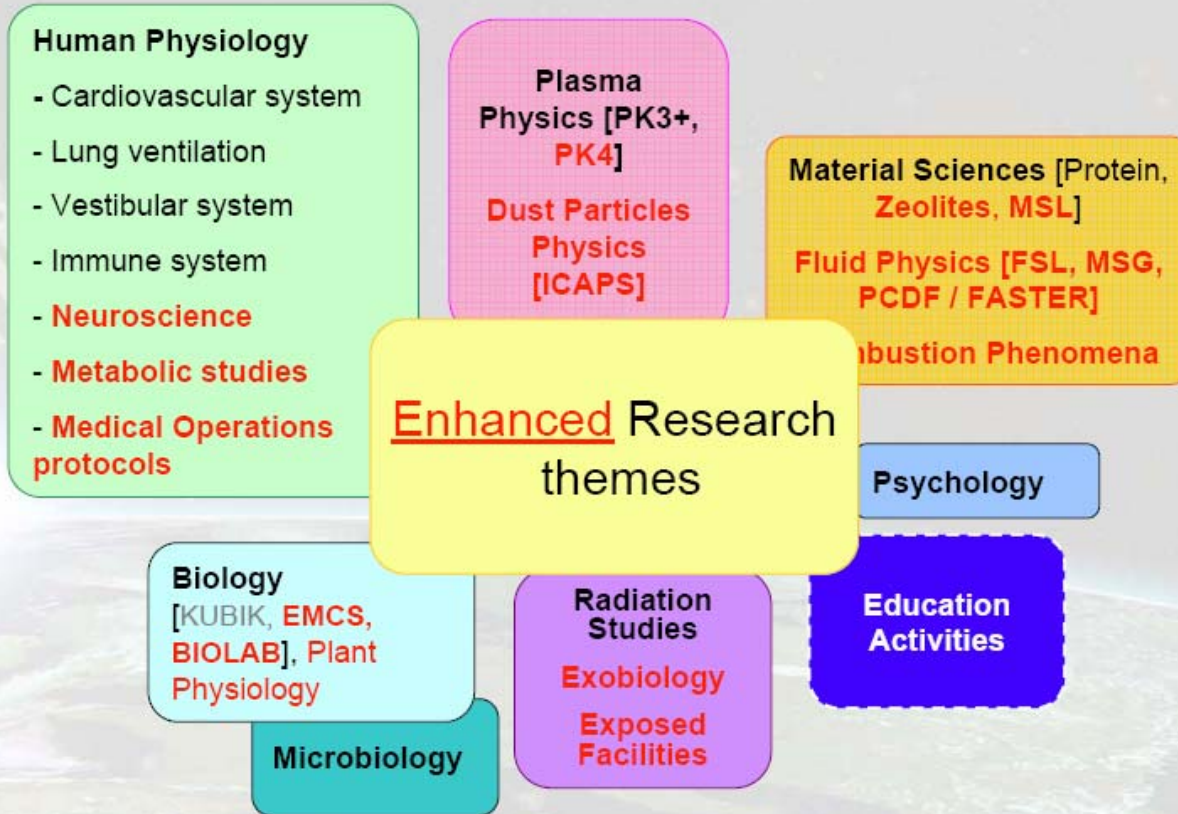 Human Physiology
- Cardiovascular system
- Lung ventilation
- Vestibular system
- Immune system
- Neuroscience
- Metabolic studies
- Medical Operations
protocols
Plasma
Physics [PK3+,
PK4]
Dust Particles
Physics
[ICAPS]
Material Sciences [Protein,
Zeolites, MSL]
Fluid Physics [FSL, MSG,
PCDF / FASTER]
mbustion Phenomena
Enhanced Research
themes
Psychology
Biology
[KUBIK, EMCS,
BIOLAB], Plant
Physiology
Microbiology
Radiation
Studies
Exobiology
Exposed
Facilities
Education
Activities